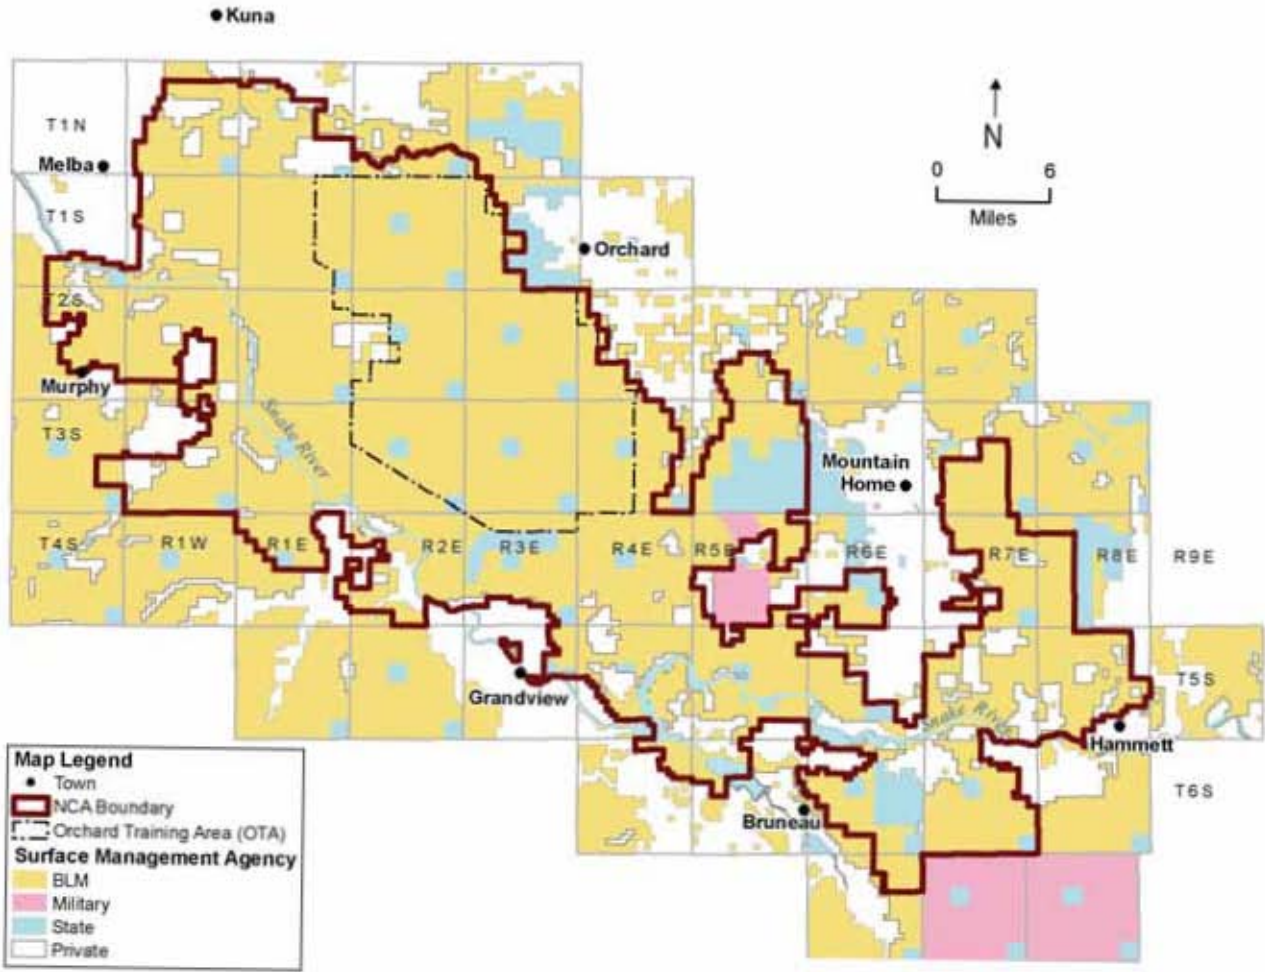 Kuna
T1N
N
Melba
0 6
Miles
T1S
Orchard
T2S
Murphy
Snake River
T3S
Mountain
Home
T4S R1W R1E R2E R3E R4E R5E R6E R7E R8E R9E
T5S
Grandview
Snake River
Hammett
T6S
Bruneau
Map Legend
Town
NCA Boundary
Orchard Training Area (OTA)
Surface Management Agency
BLM
Military
State
Private